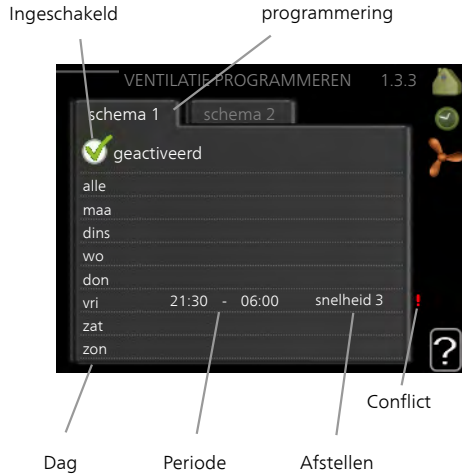 Ingeschakeld programmering
VENTILATIE PROGRAMMEREN 1.3.3
schema 1 schema 2
geactiveerd
alle
maa
dins
wo
don
vri 21:30 - 06:00 snelheid 3 !
zat
zon
?
Conflict
Dag Periode Afstellen